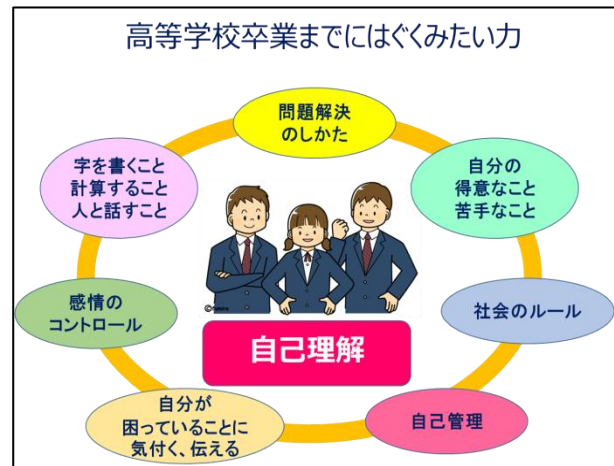 高等学校卒業までにはぐくみたい力
問題解決
のしかた
字を書くこと
計算すること
人と話すこと
自分の
得意なこと
苦手なこと
感情の
コントロール
社会のルール
自己理解
自分が
困っていることに
気付く、伝える
自己管理